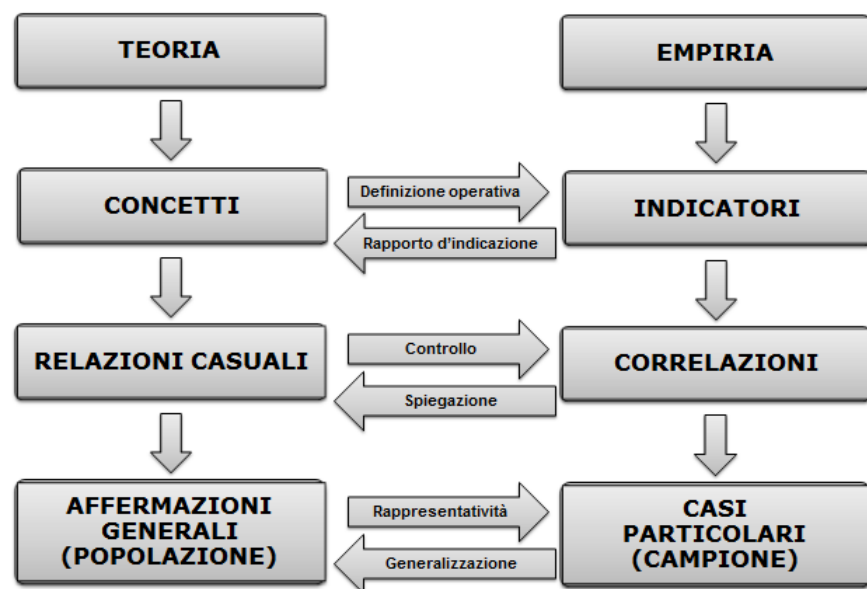 TEORIA
EMPIRIA
CONCETTI
Definizione operativa
Rapporto d'indicazione
INDICATORI
RELAZIONI CASUALI
Controllo
Spiegazione
CORRELAZIONI
AFFERMAZIONI
GENERALI
(POPOLAZIONE)
Rappresentatività
Generalizzazione
CASI
PARTICOLARI
(CAMPIONE)